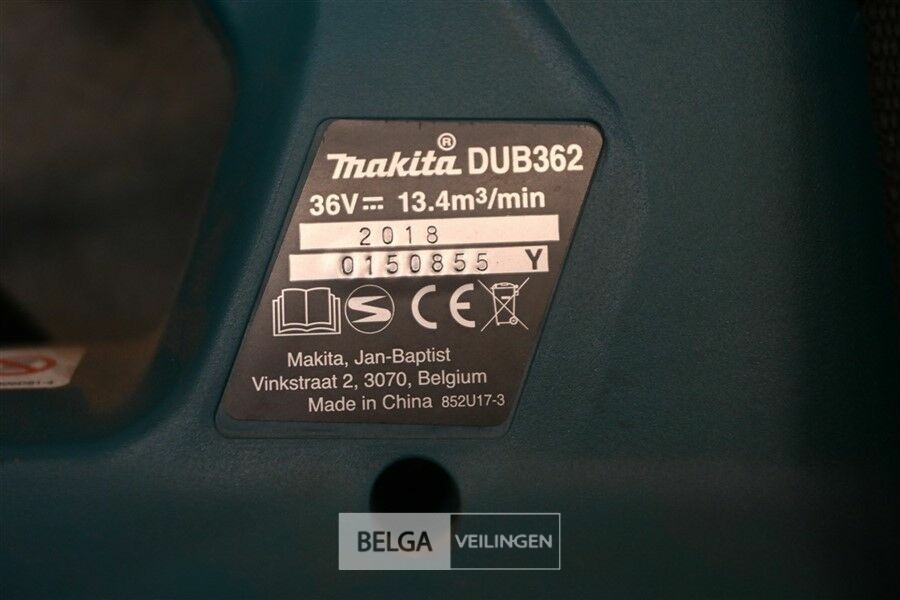 makita® DUB362
36V⎓ 13.4m³/min
2018
0150855 Y
CE
Makita, Jan-Baptist
Vinkstraat 2, 3070, Belgium
Made in China 852U17-3
BELGA VEILINGEN